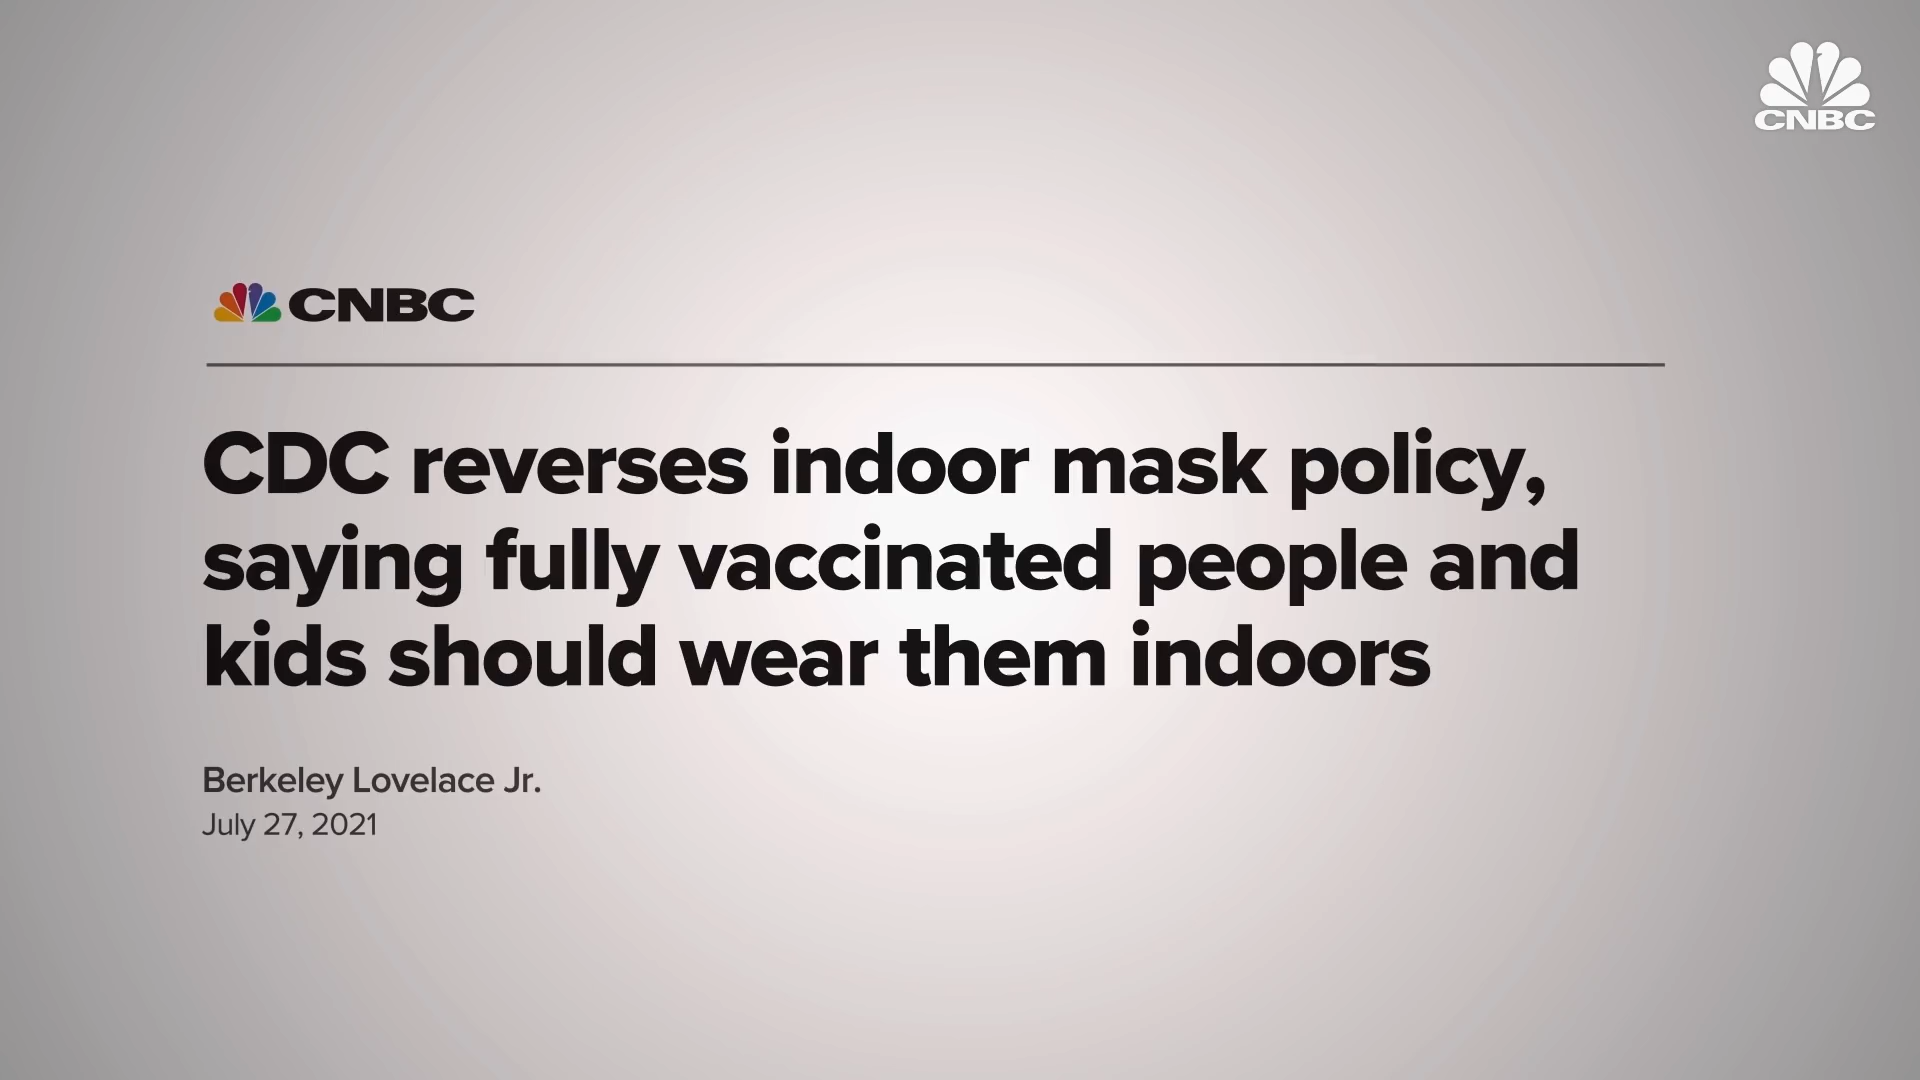 CNBC
CNBC
CDC reverses indoor mask policy,
saying fully vaccinated people and
kids should wear them indoors
Berkeley Lovelace Jr.
July 27, 2021